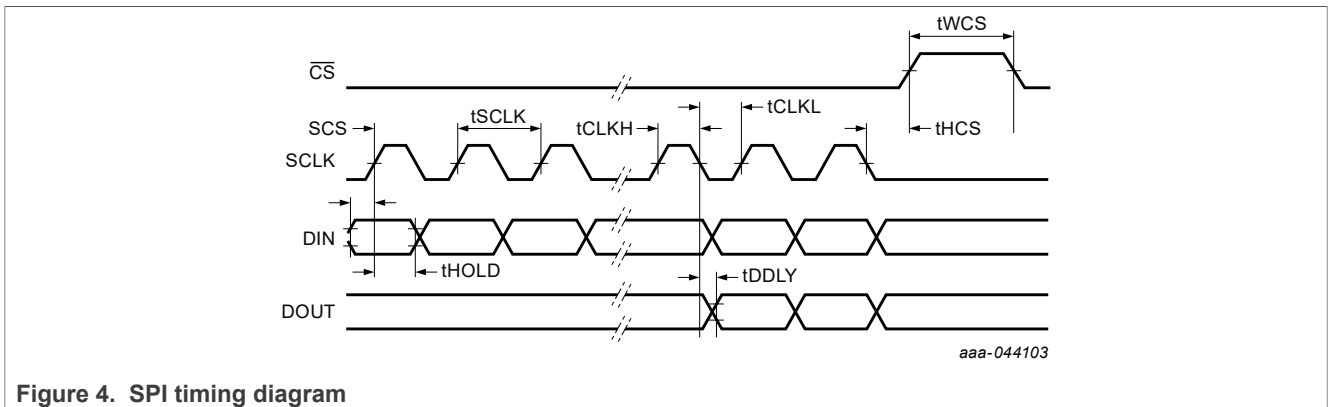 tWCS
CS
tCLKL
SCS
tSCLK
tCLKH
tHCS
SCLK
DIN
tHOLD
tDDLY
DOUT
aaa-044103
Figure 4. SPI timing diagram